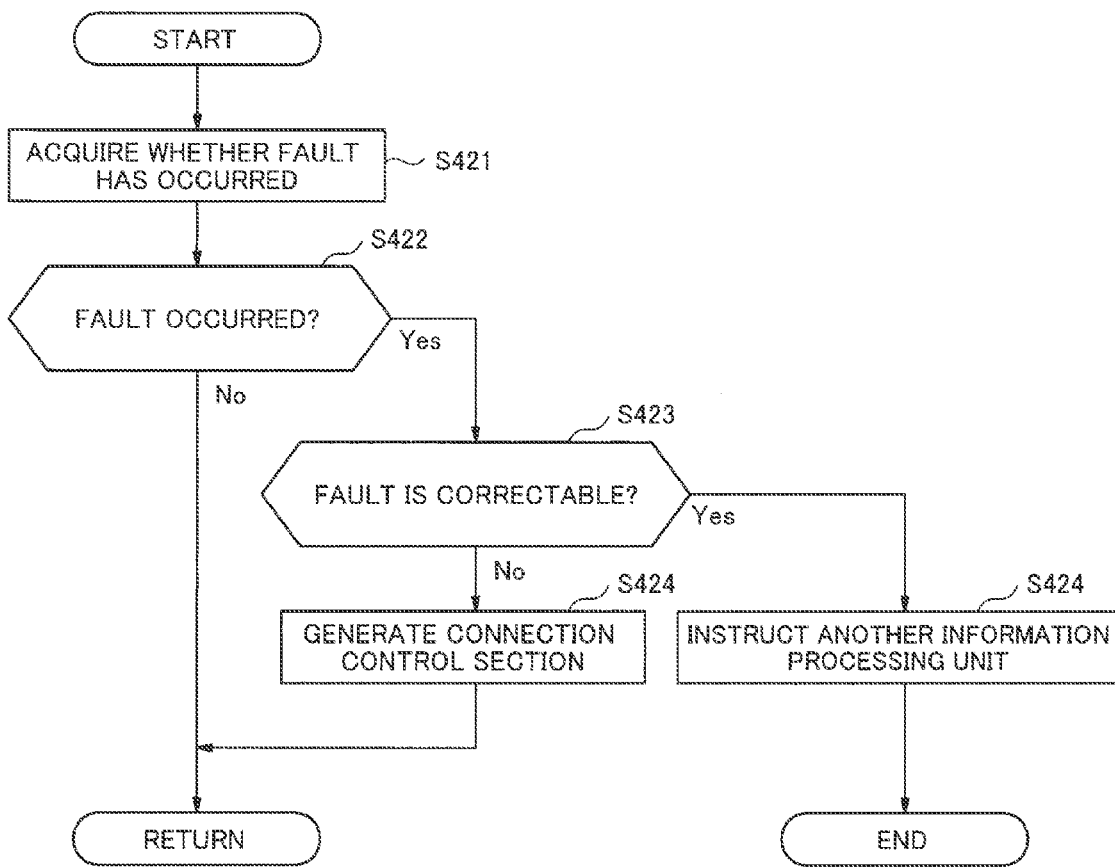 START
ACQUIRE WHETHER FAULT
HAS OCCURRED
S421
S422
FAULT OCCURRED?
Yes
No
S423
FAULT IS CORRECTABLE?
Yes
No
S424
GENERATE CONNECTION
CONTROL SECTION
S424
INSTRUCT ANOTHER INFORMATION
PROCESSING UNIT
RETURN
END